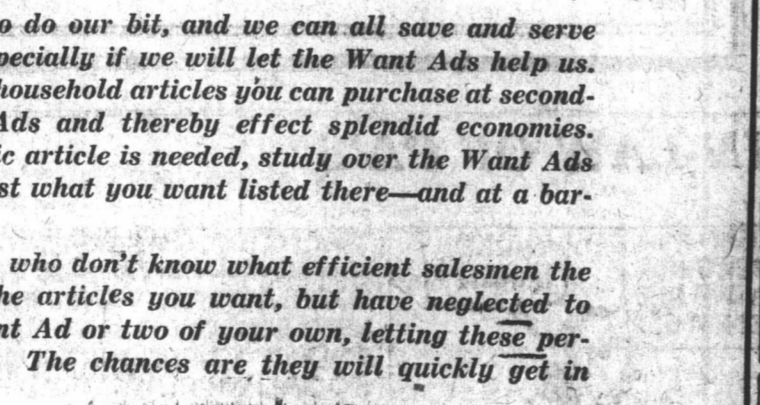 o do our bit, and we can all save and serve
pecially if we will let the Want Ads help us.
household articles you can purchase at second-
Ads and thereby effect splendid economies.
ic article is needed, study over the Want Ads
st what you want listed there—and at a bar-
who don't know what efficient salesmen the
he articles you want, but have neglected to
nt Ad or two of your own, letting these per-
The chances are they will quickly get in